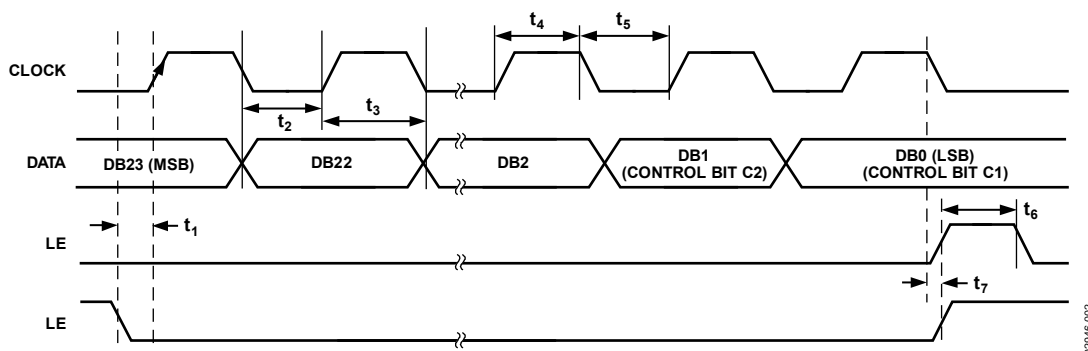 t4
t5
CLOCK
t2
t3
DATA
DB23 (MSB)
DB22
DB2
DB1
(CONTROL BIT C2)
DB0 (LSB)
(CONTROL BIT C1)
t1
t6
LE
t7
LE